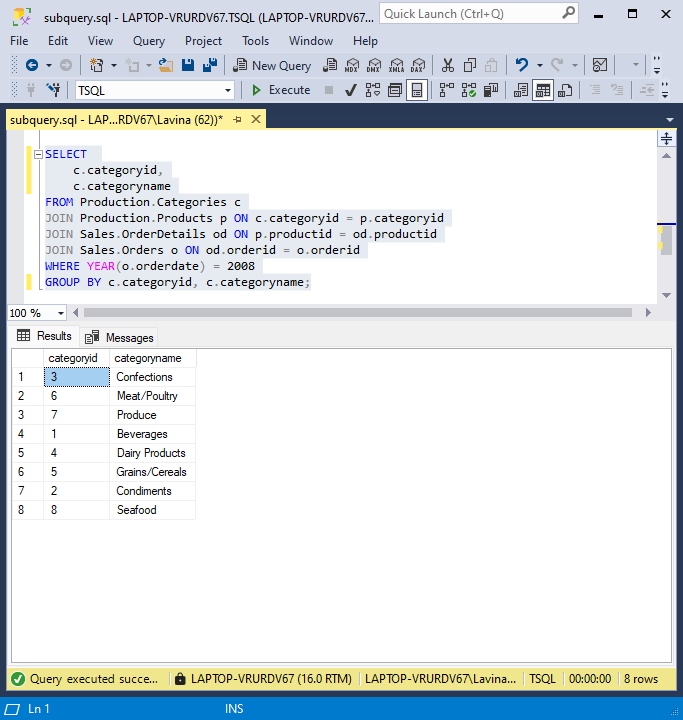 subquery.sql - LAPTOP-VRURDV67.TSQL (LAPTOP-VRURDV67...
Quick Launch (Ctrl+Q)
File Edit View Query Project Tools Window Help
New Query MDX DMX XMLA DAX
TSQL Execute
subquery.sql - LAP...RDV67\Lavina (62))*
SELECT
c.categoryid,
c.categoryname
FROM Production.Categories c
JOIN Production.Products p ON c.categoryid = p.categoryid
JOIN Sales.OrderDetails od ON p.productid = od.productid
JOIN Sales.Orders o ON od.orderid = o.orderid
WHERE YEAR(o.orderdate) = 2008
GROUP BY c.categoryid, c.categoryname;
100 %
Results Messages
categoryid categoryname
1 3 Confections
2 6 Meat/Poultry
3 7 Produce
4 1 Beverages
5 4 Dairy Products
6 5 Grains/Cereals
7 2 Condiments
8 8 Seafood
Query executed succe... LAPTOP-VRURDV67 (16.0 RTM) LAPTOP-VRURDV67\Lavina... TSQL 00:00:00 8 rows
Ln 1 INS